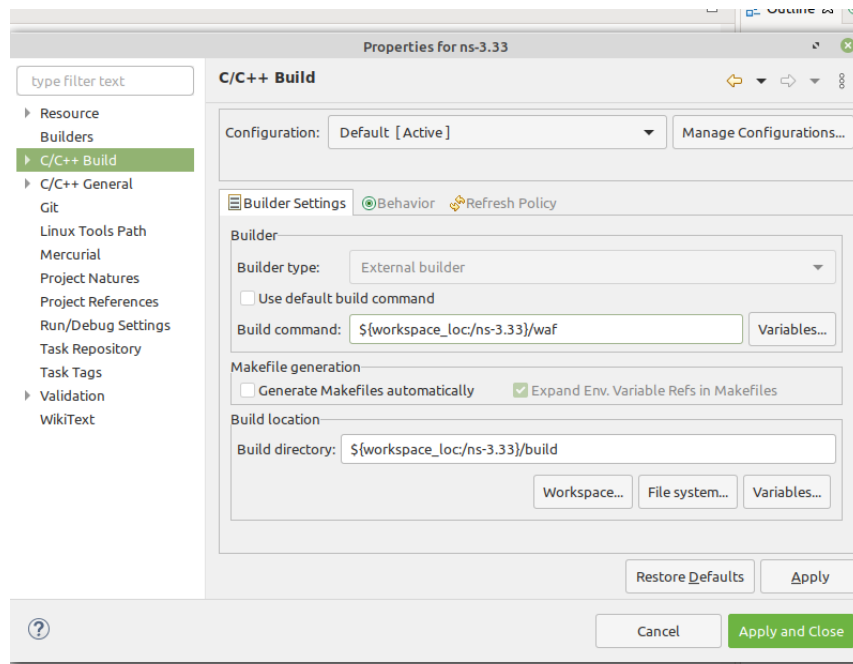 Outline
Properties for ns-3.33
type filter text
Resource
Builders
C/C++ Build
C/C++ General
Git
Linux Tools Path
Mercurial
Project Natures
Project References
Run/Debug Settings
Task Repository
Task Tags
Validation
WikiText
C/C++ Build
Configuration: Default [Active] Manage Configurations...
Builder Settings Behavior Refresh Policy
Builder
Builder type: External builder
Use default build command
Build command: ${workspace_loc:/ns-3.33}/waf Variables...
Makefile generation
Generate Makefiles automatically Expand Env. Variable Refs in Makefiles
Build location
Build directory: ${workspace_loc:/ns-3.33}/build
Workspace... File system... Variables...
Restore Defaults Apply
? Cancel Apply and Close